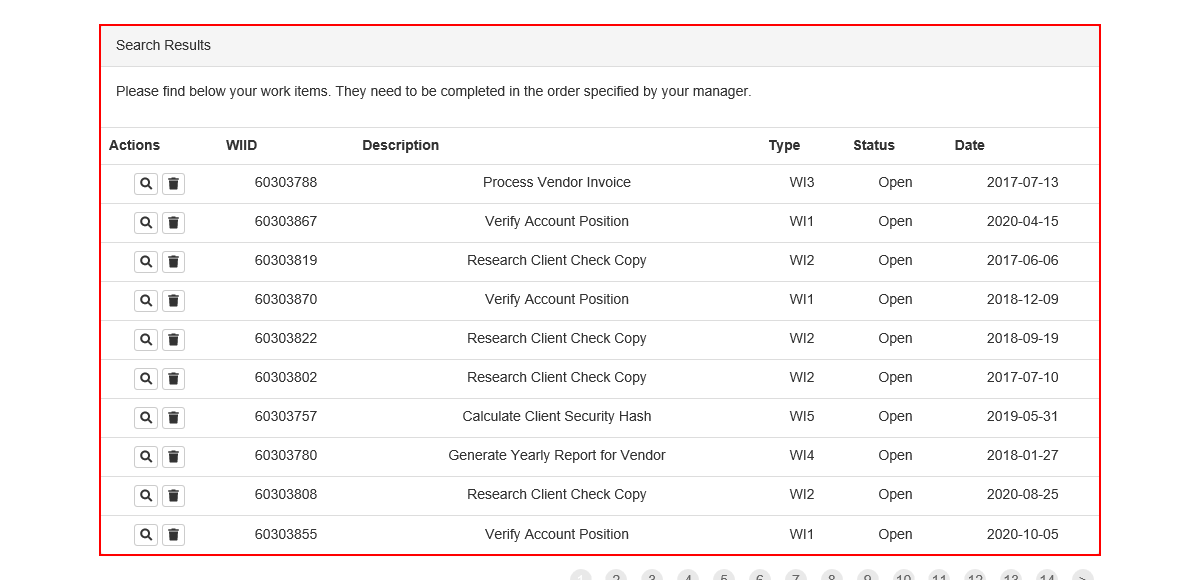 Search Results
Please find below your work items. They need to be completed in the order specified by your manager.
Actions WIID Description Type Status Date
60303788 Process Vendor Invoice WI3 Open 2017-07-13
60303867 Verify Account Position WI1 Open 2020-04-15
60303819 Research Client Check Copy WI2 Open 2017-06-06
60303870 Verify Account Position WI1 Open 2018-12-09
60303822 Research Client Check Copy WI2 Open 2018-09-19
60303802 Research Client Check Copy WI2 Open 2017-07-10
60303757 Calculate Client Security Hash WI5 Open 2019-05-31
60303780 Generate Yearly Report for Vendor WI4 Open 2018-01-27
60303808 Research Client Check Copy WI2 Open 2020-08-25
60303855 Verify Account Position WI1 Open 2020-10-05
1 2 3 4 5 6 7 8 9 10 11 12 13 14 >